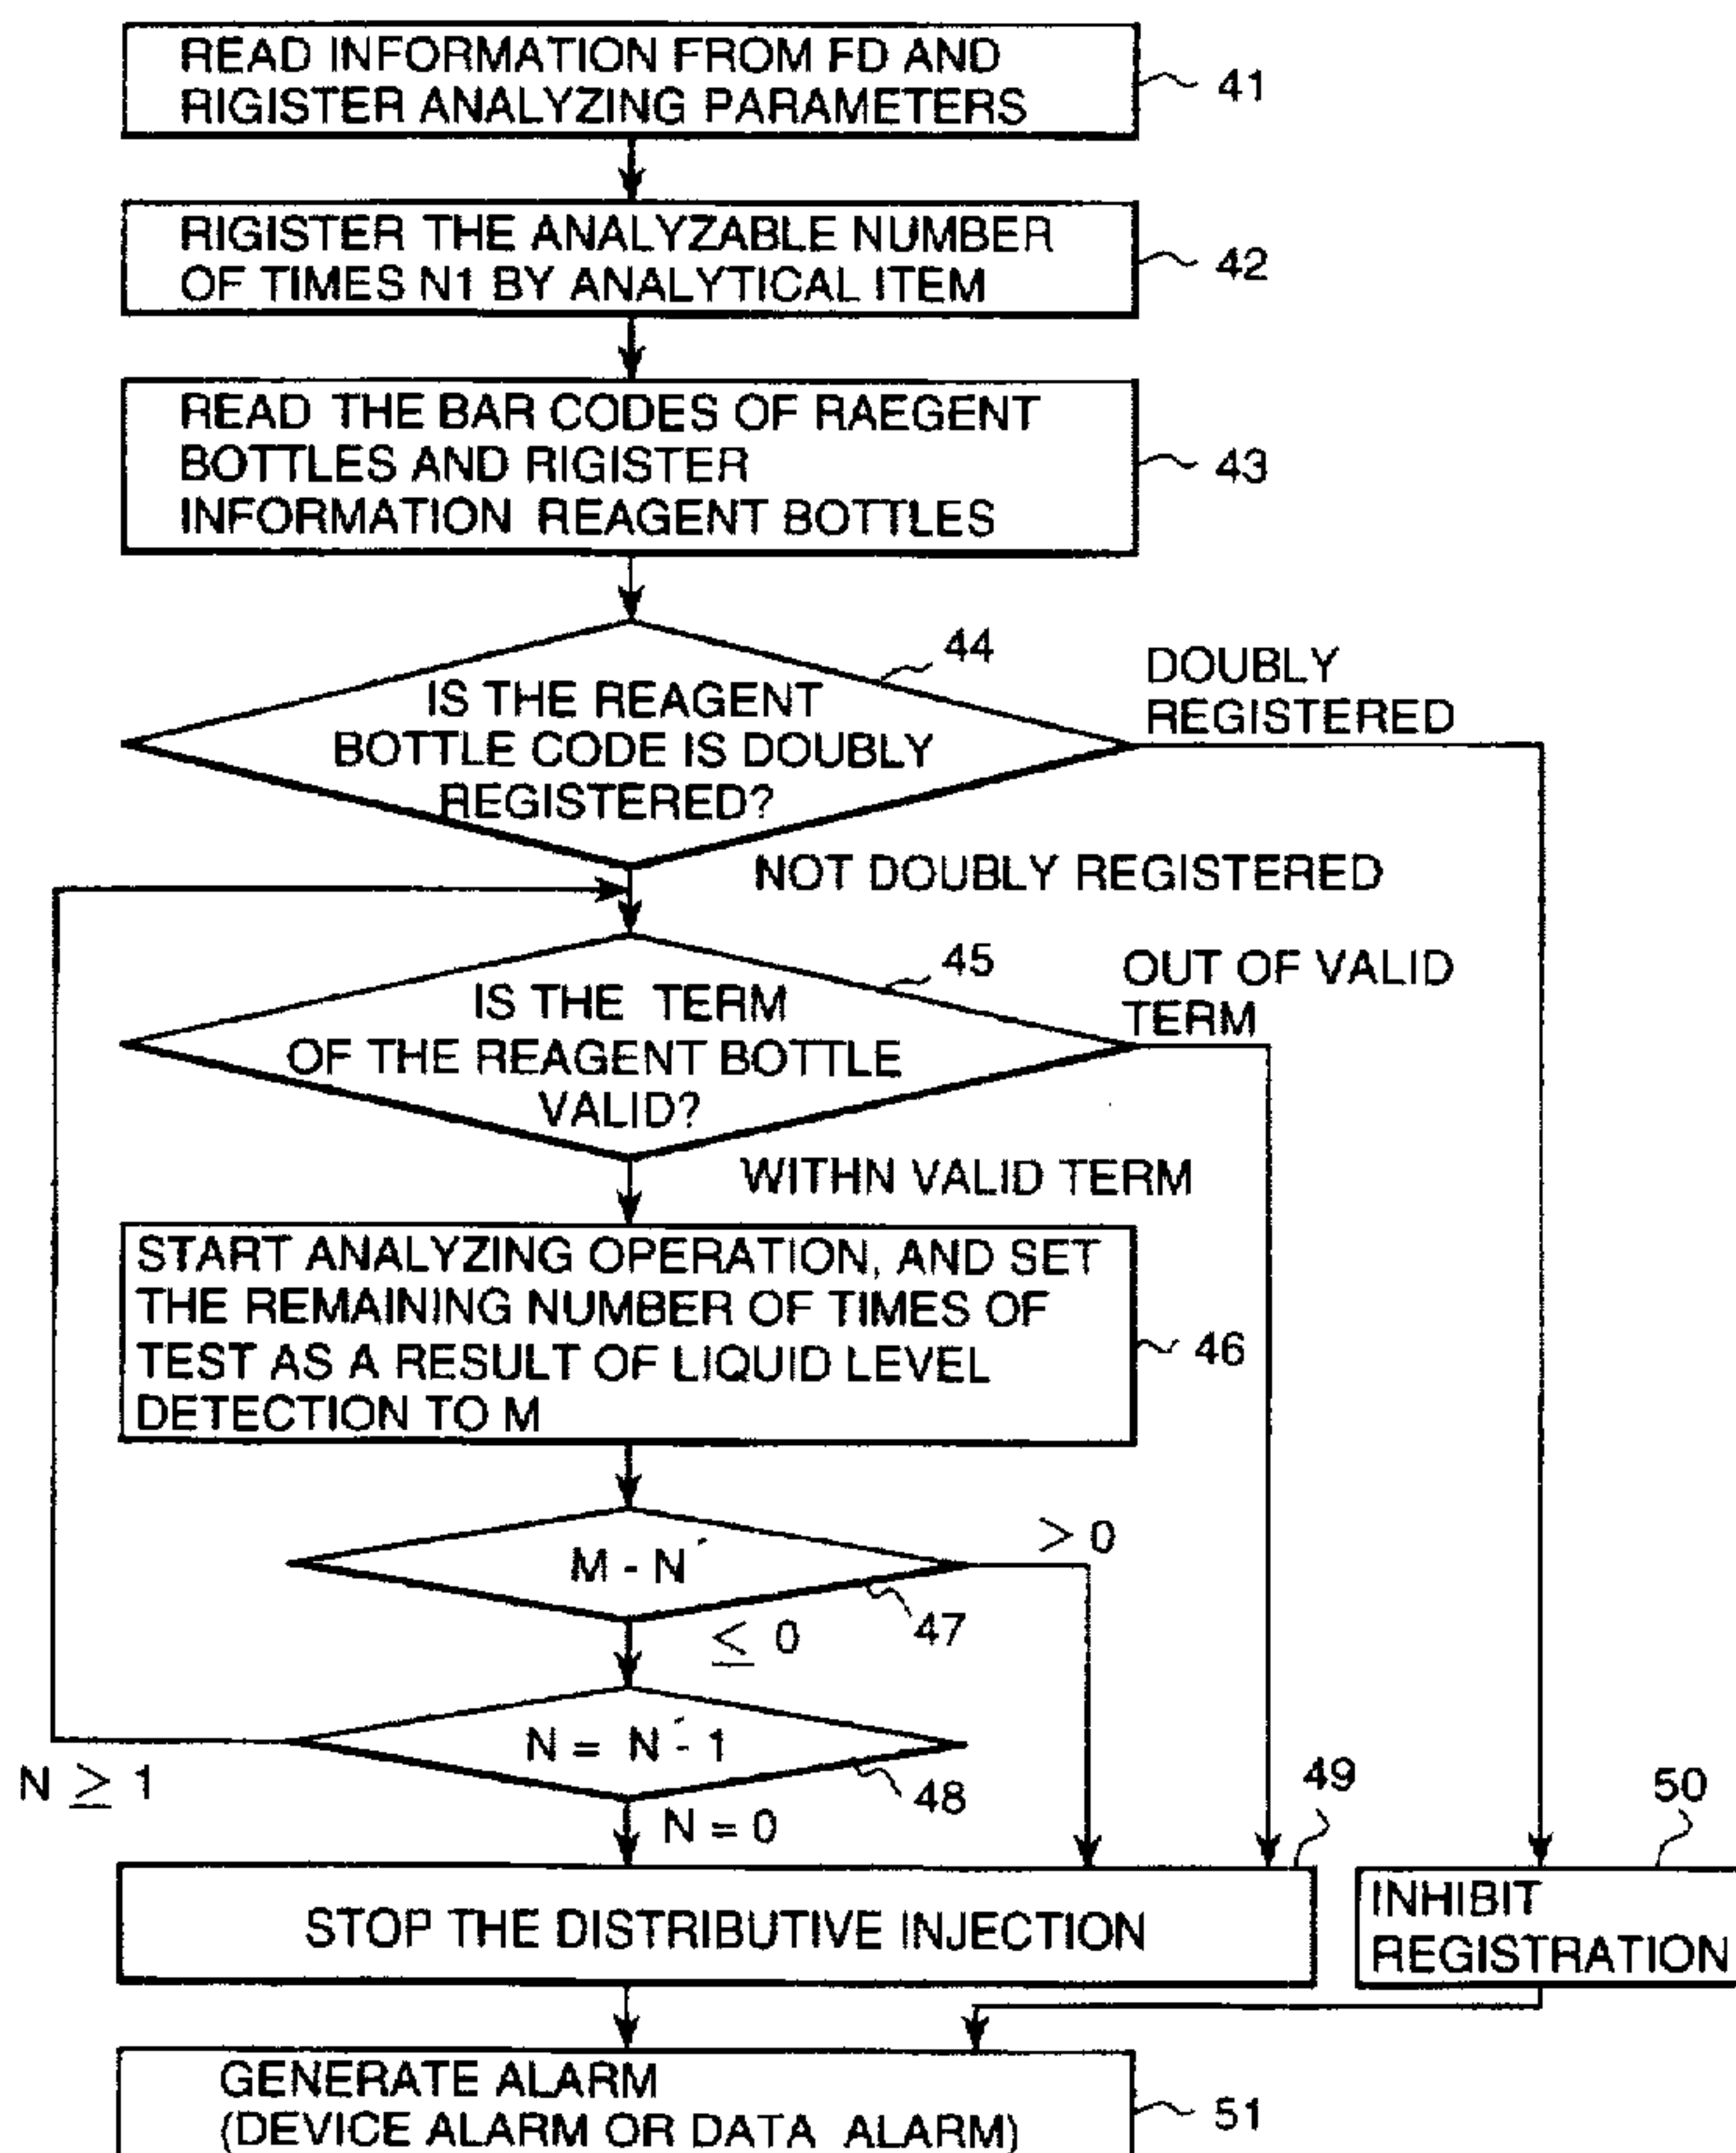 READ INFORMATION FROM FD AND
RIGISTER ANALYZING PARAMETERS
41
RIGISTER THE ANALYZABLE NUMBER
OF TIMES N1 BY ANALYTICAL ITEM
42
READ THE BAR CODES OF RAEGENT
BOTTLES AND RIGISTER
INFORMATION REAGENT BOTTLES
43
44
IS THE REAGENT
BOTTLE CODE IS DOUBLY
REGISTERED?
DOUBLY
REGISTERED
NOT DOUBLY REGISTERED
45
IS THE TERM
OF THE REAGENT BOTTLE
VALID?
OUT OF VALID
TERM
WITHN VALID TERM
START ANALYZING OPERATION, AND SET
THE REMAINING NUMBER OF TIMES OF
TEST AS A RESULT OF LIQUID LEVEL
DETECTION TO M
46
M - N´
> 0
47
≤ 0
N = N´- 1
48
N ≥ 1
N = 0
49
50
STOP THE DISTRIBUTIVE INJECTION
INHIBIT
REGISTRATION
GENERATE ALARM
(DEVICE ALARM OR DATA ALARM)
51